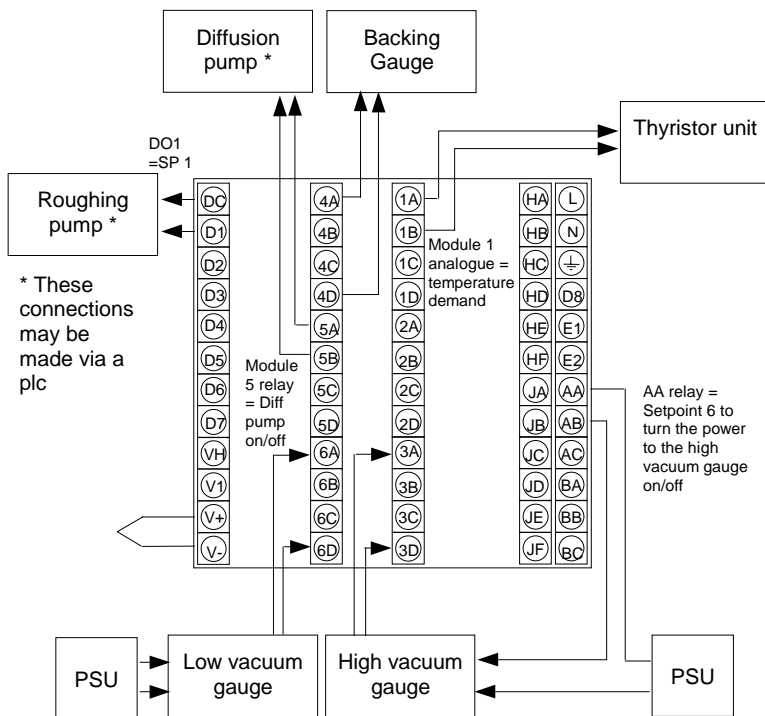 Diffusion
pump *
Backing
Gauge
Thyristor unit
DO1
=SP 1
Roughing
pump *
* These
connections
may be
made via a
plc
DC
D1
D2
D3
D4
D5
D6
D7
VH
V1
V+
V-
Module
5 relay
= Diff
pump
on/off
4A
4B
4C
4D
5A
5B
5C
5D
6A
6B
6C
6D
1A
1B
1C
1D
2A
2B
2C
2D
3A
3B
3C
3D
Module 1
analogue =
temperature
demand
HA
HB
HC
HD
HE
HF
JA
JB
JC
JD
JE
JF
L
N
D8
E1
E2
AA
AB
AC
BA
BB
BC
AA relay =
Setpoint 6 to
turn the power
to the high
vacuum gauge
on/off
PSU
Low vacuum
gauge
High vacuum
gauge
PSU